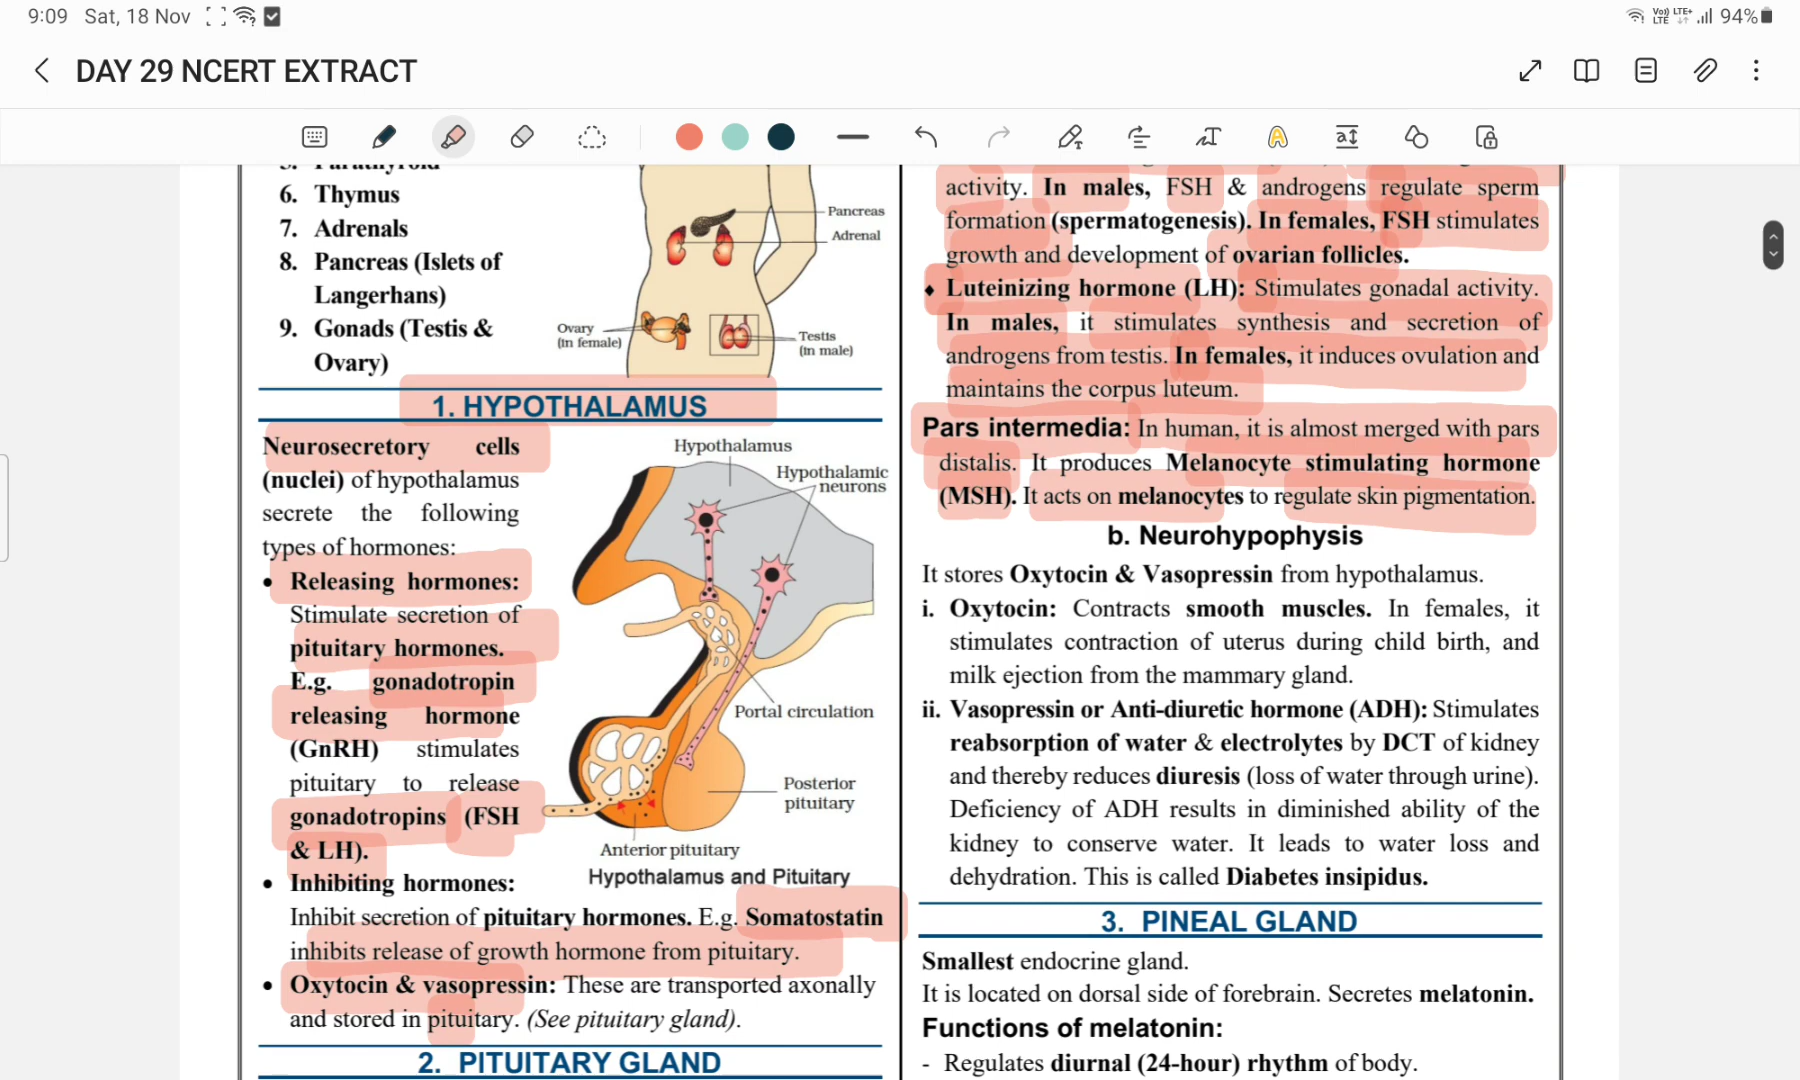 9:09 Sat, 18 Nov
Vo)) LTE+
LTE
94%
DAY 29 NCERT EXTRACT
5. Parathyroid
6. Thymus
7. Adrenals
8. Pancreas (Islets of
Langerhans)
9. Gonads (Testis &
Ovary)
Pancreas
Adrenal
Ovary
(in female)
Testis
(in male)
1. HYPOTHALAMUS
Neurosecretory cells
(nuclei) of hypothalamus
secrete the following
types of hormones:
• Releasing hormones:
Stimulate secretion of
pituitary hormones.
E.g. gonadotropin
releasing hormone
(GnRH) stimulates
pituitary to release
gonadotropins (FSH
& LH).
• Inhibiting hormones:
Inhibit secretion of pituitary hormones. E.g. Somatostatin
inhibits release of growth hormone from pituitary.
• Oxytocin & vasopressin: These are transported axonally
and stored in pituitary. (See pituitary gland).
Hypothalamus
Hypothalamic
neurons
Portal circulation
Posterior
pituitary
Anterior pituitary
Hypothalamus and Pituitary
2. PITUITARY GLAND
activity. In males, FSH & androgens regulate sperm
formation (spermatogenesis). In females, FSH stimulates
growth and development of ovarian follicles.
♦ Luteinizing hormone (LH): Stimulates gonadal activity.
In males, it stimulates synthesis and secretion of
androgens from testis. In females, it induces ovulation and
maintains the corpus luteum.
Pars intermedia: In human, it is almost merged with pars
distalis. It produces Melanocyte stimulating hormone
(MSH). It acts on melanocytes to regulate skin pigmentation.
b. Neurohypophysis
It stores Oxytocin & Vasopressin from hypothalamus.
i. Oxytocin: Contracts smooth muscles. In females, it
stimulates contraction of uterus during child birth, and
milk ejection from the mammary gland.
ii. Vasopressin or Anti-diuretic hormone (ADH): Stimulates
reabsorption of water & electrolytes by DCT of kidney
and thereby reduces diuresis (loss of water through urine).
Deficiency of ADH results in diminished ability of the
kidney to conserve water. It leads to water loss and
dehydration. This is called Diabetes insipidus.
3. PINEAL GLAND
Smallest endocrine gland.
It is located on dorsal side of forebrain. Secretes melatonin.
Functions of melatonin:
- Regulates diurnal (24-hour) rhythm of body.